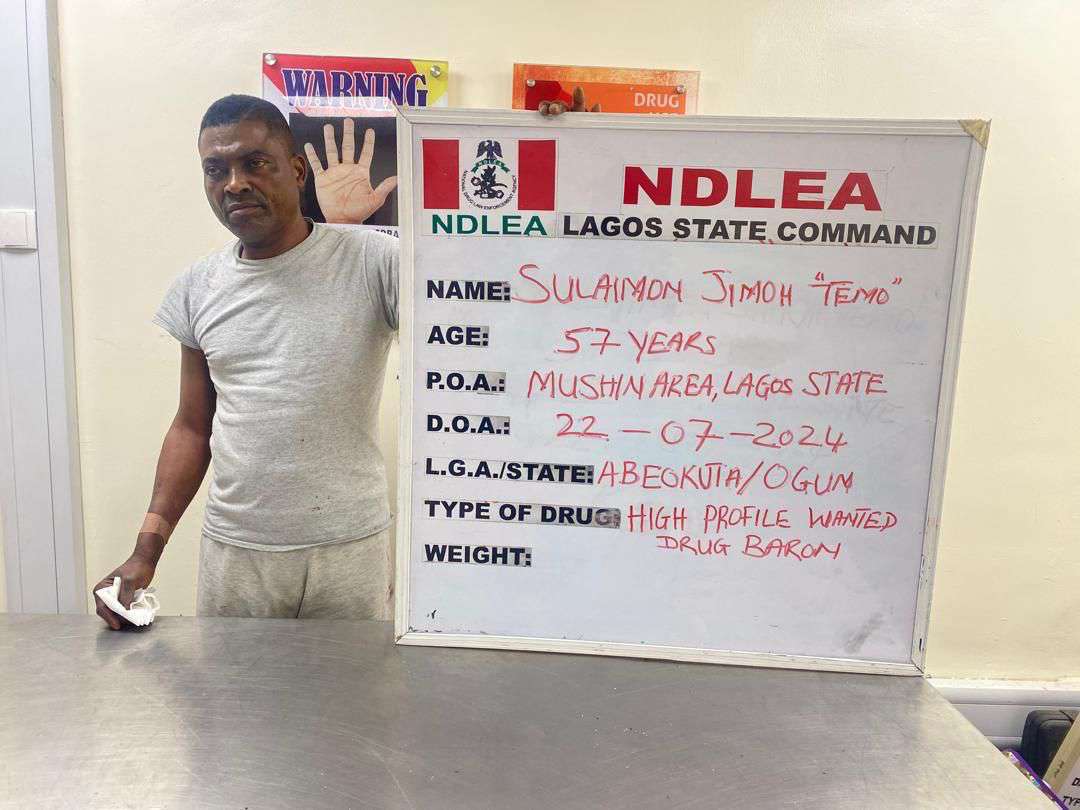 WARNING
DRUG
NDLEA
NDLEA LAGOS STATE COMMAND
NAME: SULAIMON JIMOH "TEMO"
AGE: 57 YEARS
P.O.A.: MUSHIN AREA, LAGOS STATE
D.O.A.: 22-07-2024
L.G.A./STATE: ABEOKUTA/OGUN
TYPE OF DRUG: HIGH PROFILE WANTED
DRUG BARON
WEIGHT: